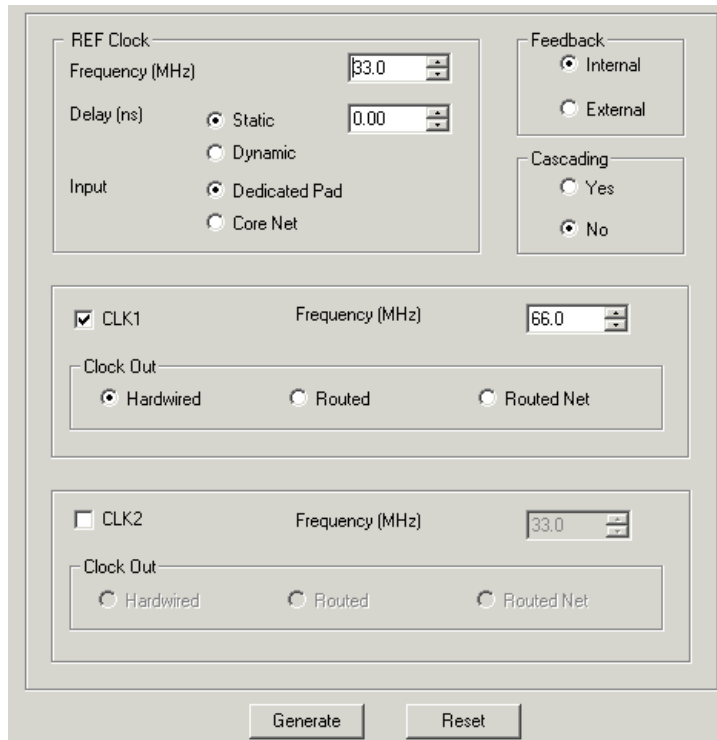 REF Clock
Frequency (MHz) 33.0
Delay (ns) Static 0.00
Dynamic
Input Dedicated Pad
Core Net
Feedback
Internal
External
Cascading
Yes
No
CLK1 Frequency (MHz) 66.0
Clock Out
Hardwired Routed Routed Net
CLK2 Frequency (MHz) 33.0
Clock Out
Hardwired Routed Routed Net
Generate Reset